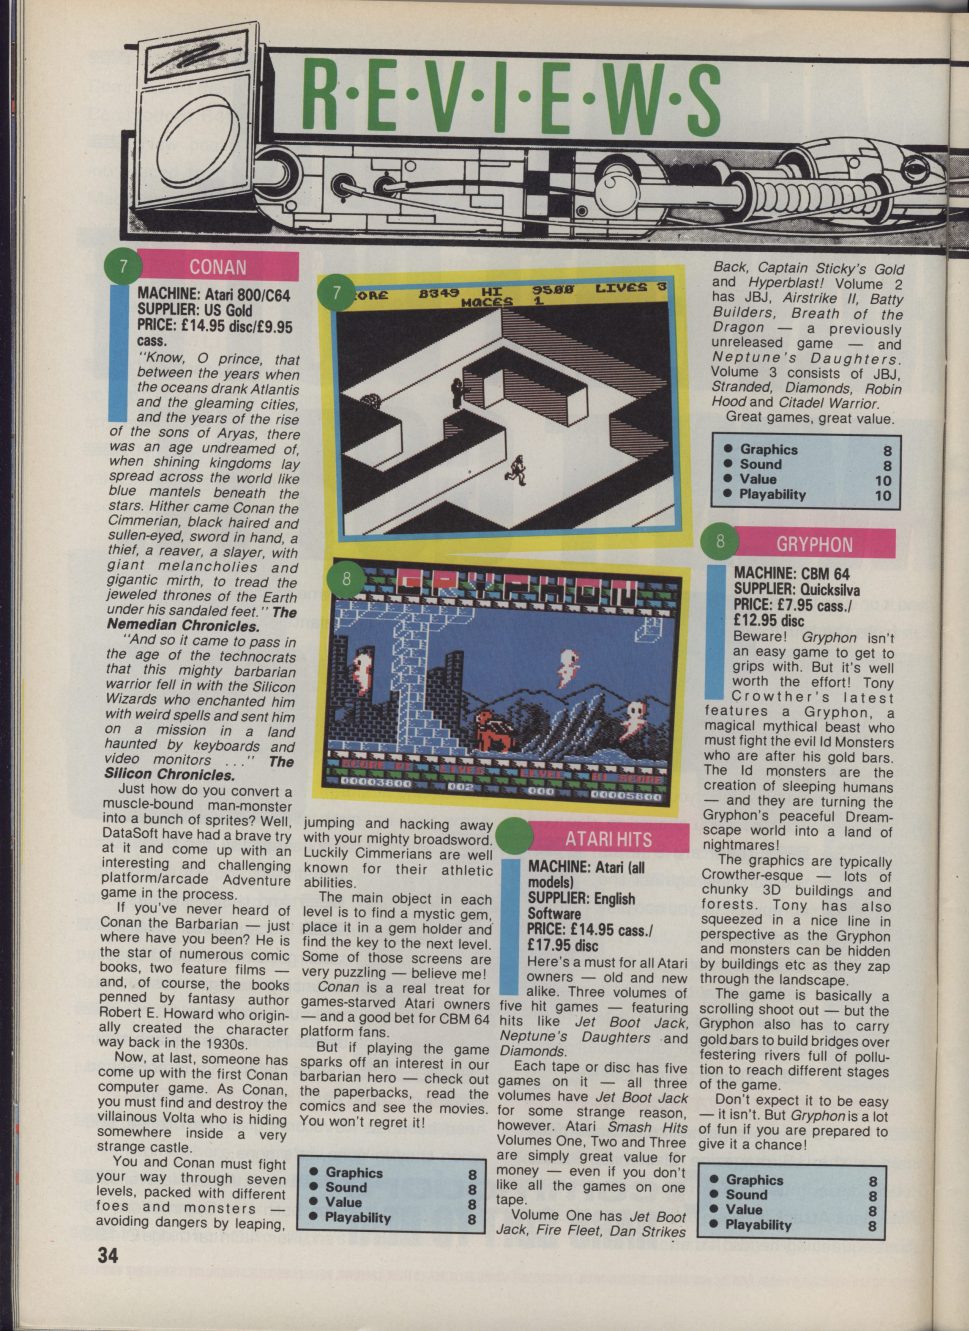 R·E·V·I·E·W·S
7
CONAN
MACHINE: Atari 800/C64
SUPPLIER: US Gold
PRICE: £14.95 disc/£9.95
cass.
"Know, O prince, that
between the years when
the oceans drank Atlantis
and the gleaming cities,
and the years of the rise
of the sons of Aryas, there
was an age undreamed of,
when shining kingdoms lay
spread across the world like
blue mantels beneath the
stars. Hither came Conan the
Cimmerian, black haired and
sullen-eyed, sword in hand, a
thief, a reaver, a slayer, with
giant melancholies and
gigantic mirth, to tread the
jeweled thrones of the Earth
under his sandaled feet." The
Nemedian Chronicles.
"And so it came to pass in
the age of the technocrats
that this mighty barbarian
warrior fell in with the Silicon
Wizards who enchanted him
with weird spells and sent him
on a mission in a land
haunted by keyboards and
video monitors ..." The
Silicon Chronicles.
Just how do you convert a
muscle-bound man-monster
into a bunch of sprites? Well,
DataSoft have had a brave try
at it and come up with an
interesting and challenging
platform/arcade Adventure
game in the process.
If you've never heard of
Conan the Barbarian — just
where have you been? He is
the star of numerous comic
books, two feature films —
and, of course, the books
penned by fantasy author
Robert E. Howard who origin-
ally created the character
way back in the 1930s.
Now, at last, someone has
come up with the first Conan
computer game. As Conan,
you must find and destroy the
villainous Volta who is hiding
somewhere inside a very
strange castle.
You and Conan must fight
your way through seven
levels, packed with different
foes and monsters —
avoiding dangers by leaping,
7
ORE 8349 HI 9500 LIVES 3
MACES 1
8
GRYPHON
SCORE P1 LIVES LEVEL HI SCORE
00003800 002 000 00005800
jumping and hacking away
with your mighty broadsword.
Luckily Cimmerians are well
known for their athletic
abilities.
The main object in each
level is to find a mystic gem,
place it in a gem holder and
find the key to the next level.
Some of those screens are
very puzzling — believe me!
Conan is a real treat for
games-starved Atari owners
— and a good bet for CBM 64
platform fans.
But if playing the game
sparks off an interest in our
barbarian hero — check out
the paperbacks, read the
comics and see the movies.
You won't regret it!
● Graphics 8
● Sound 8
● Value 8
● Playability 8
ATARI HITS
MACHINE: Atari (all
models)
SUPPLIER: English
Software
PRICE: £14.95 cass./
£17.95 disc
Here's a must for all Atari
owners — old and new
alike. Three volumes of
five hit games — featuring
hits like Jet Boot Jack,
Neptune's Daughters and
Diamonds.
Each tape or disc has five
games on it — all three
volumes have Jet Boot Jack
for some strange reason,
however. Atari Smash Hits
Volumes One, Two and Three
are simply great value for
money — even if you don't
like all the games on one
tape.
Volume One has Jet Boot
Jack, Fire Fleet, Dan Strikes
Back, Captain Sticky's Gold
and Hyperblast! Volume 2
has JBJ, Airstrike II, Batty
Builders, Breath of the
Dragon — a previously
unreleased game — and
Neptune's Daughters.
Volume 3 consists of JBJ,
Stranded, Diamonds, Robin
Hood and Citadel Warrior.
Great games, great value.
● Graphics 8
● Sound 8
● Value 10
● Playability 10
8
GRYPHON
MACHINE: CBM 64
SUPPLIER: Quicksilva
PRICE: £7.95 cass./
£12.95 disc
Beware! Gryphon isn't
an easy game to get to
grips with. But it's well
worth the effort! Tony
Crowther's latest
features a Gryphon, a
magical mythical beast who
must fight the evil Id Monsters
who are after his gold bars.
The Id monsters are the
creation of sleeping humans
— and they are turning the
Gryphon's peaceful Dream-
scape world into a land of
nightmares!
The graphics are typically
Crowther-esque — lots of
chunky 3D buildings and
forests. Tony has also
squeezed in a nice line in
perspective as the Gryphon
and monsters can be hidden
by buildings etc as they zap
through the landscape.
The game is basically a
scrolling shoot out — but the
Gryphon also has to carry
gold bars to build bridges over
festering rivers full of pollu-
tion to reach different stages
of the game.
Don't expect it to be easy
— it isn't. But Gryphon is a lot
of fun if you are prepared to
give it a chance!
● Graphics 8
● Sound 8
● Value 8
● Playability 8
34